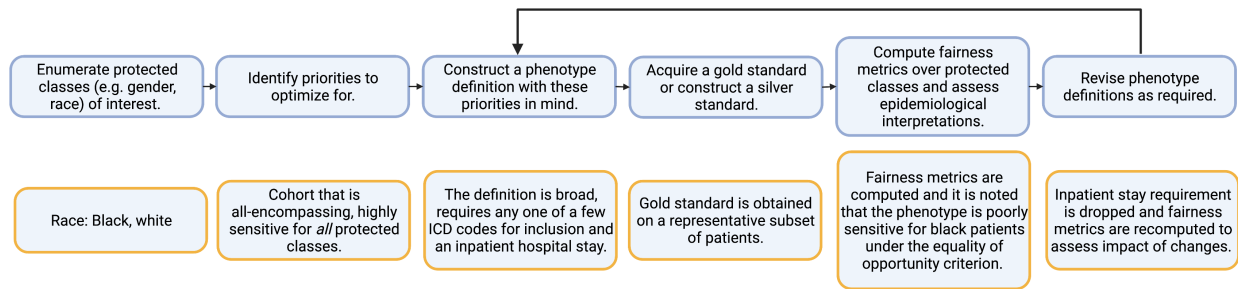 Enumerate protected
classes (e.g. gender,
race) of interest.
Identify priorities to
optimize for.
Construct a phenotype
definition with these
priorities in mind.
Acquire a gold standard
or construct a silver
standard.
Compute fairness
metrics over protected
classes and assess
epidemiological
interpretations.
Revise phenotype
definitions as required.
Race: Black, white
Cohort that is
all-encompassing, highly
sensitive for all protected
classes.
The definition is broad,
requires any one of a few
ICD codes for inclusion and
an inpatient hospital stay.
Gold standard is obtained
on a representative subset
of patients.
Fairness metrics are
computed and it is noted
that the phenotype is poorly
sensitive for black patients
under the equality of
opportunity criterion.
Inpatient stay requirement
is dropped and fairness
metrics are recomputed to
assess impact of changes.